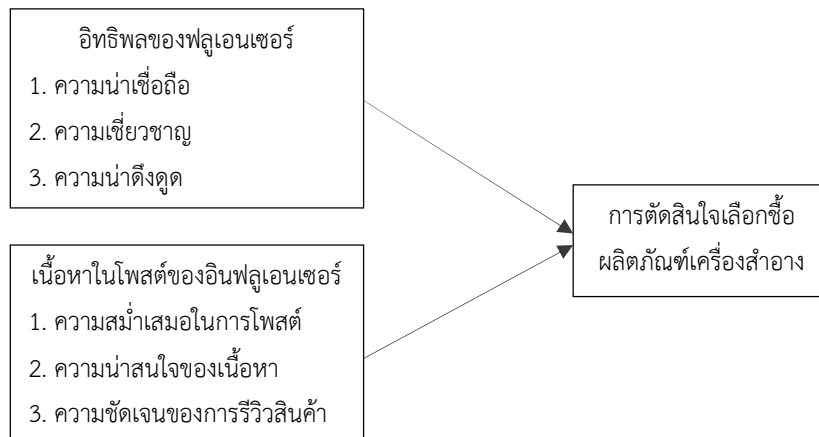 อิทธิพลของฟลูเอนเซอร์
1. ความน่าเชื่อถือ
2. ความเชี่ยวชาญ
3. ความน่าดึงดูด
เนื้อหาในโพสต์ของอินฟลูเอนเซอร์
1. ความสม่ำเสมอในการโพสต์
2. ความน่าสนใจของเนื้อหา
3. ความชัดเจนของการรีวิวสินค้า
การตัดสินใจเลือกชื้อ
ผลิตภัณฑ์เครื่องสำอาง